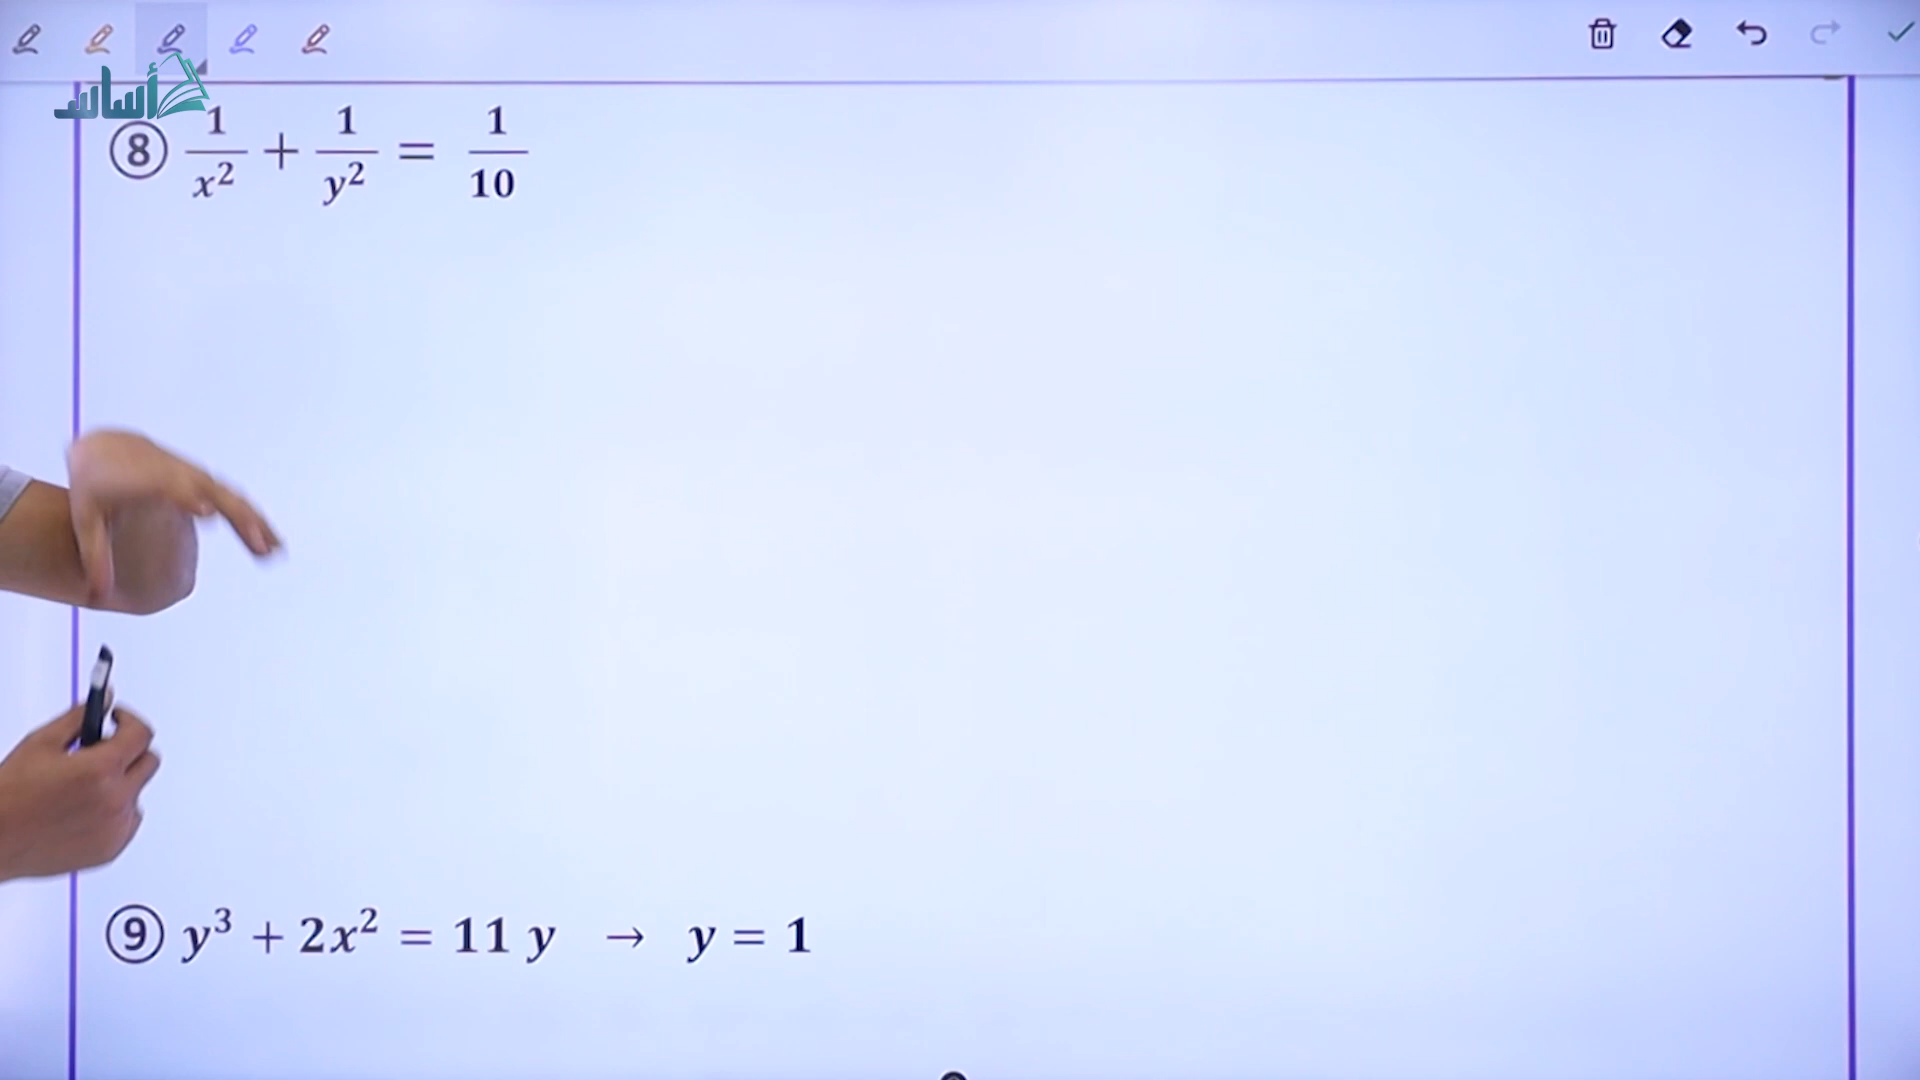 أساس
⑧ 1/x² + 1/y² = 1/10
⑨ y³ + 2x² = 11 y → y = 1